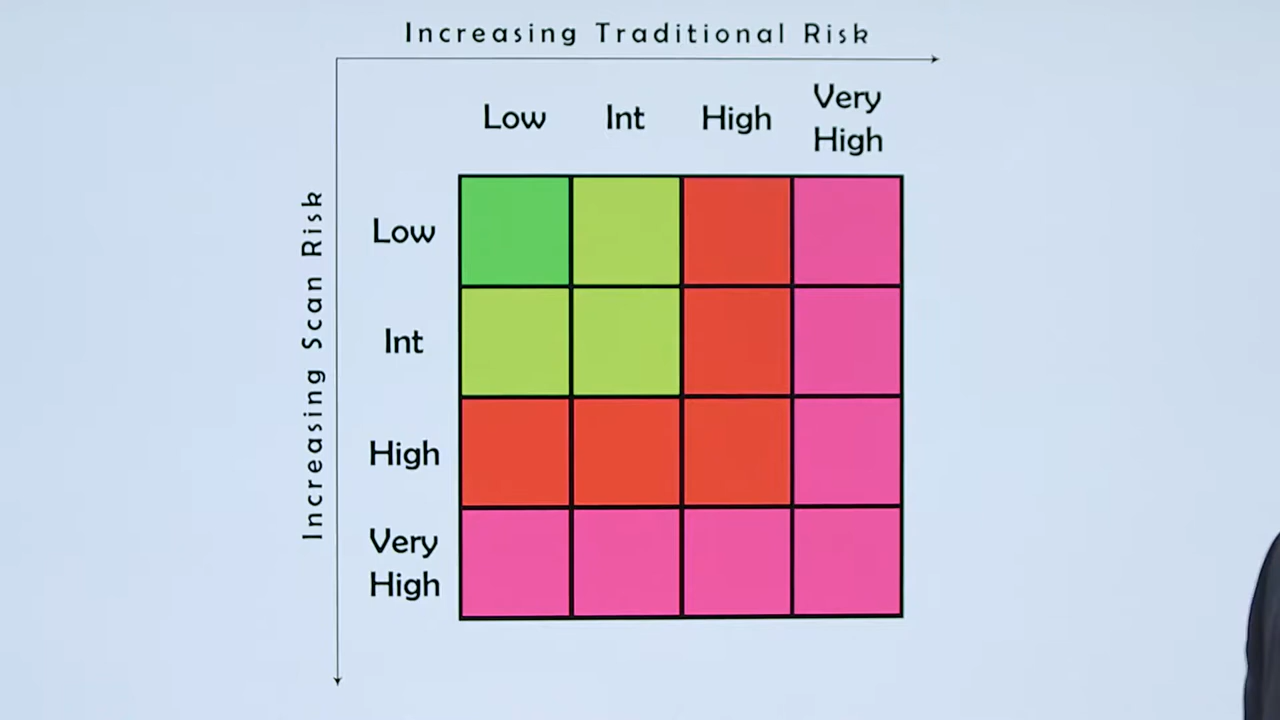 Increasing Traditional Risk
Low Int High Very High
Increasing Scan Risk
Low
Int
High
Very
High